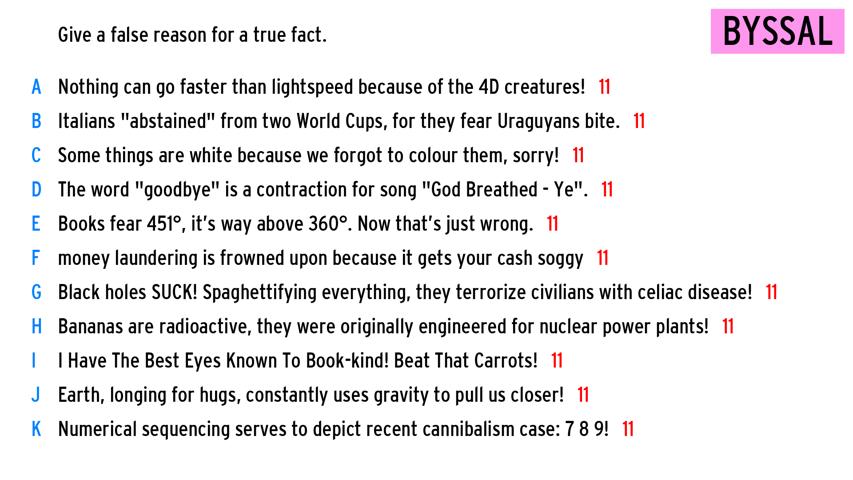 Give a false reason for a true fact.
BYSSAL
A Nothing can go faster than lightspeed because of the 4D creatures! 11
B Italians "abstained" from two World Cups, for they fear Uraguyans bite. 11
C Some things are white because we forgot to colour them, sorry! 11
D The word "goodbye" is a contraction for song "God Breathed - Ye". 11
E Books fear 451°, it's way above 360°. Now that's just wrong. 11
F money laundering is frowned upon because it gets your cash soggy 11
G Black holes SUCK! Spaghettifying everything, they terrorize civilians with celiac disease! 11
H Bananas are radioactive, they were originally engineered for nuclear power plants! 11
I I Have The Best Eyes Known To Book-kind! Beat That Carrots! 11
J Earth, longing for hugs, constantly uses gravity to pull us closer! 11
K Numerical sequencing serves to depict recent cannibalism case: 7 8 9! 11